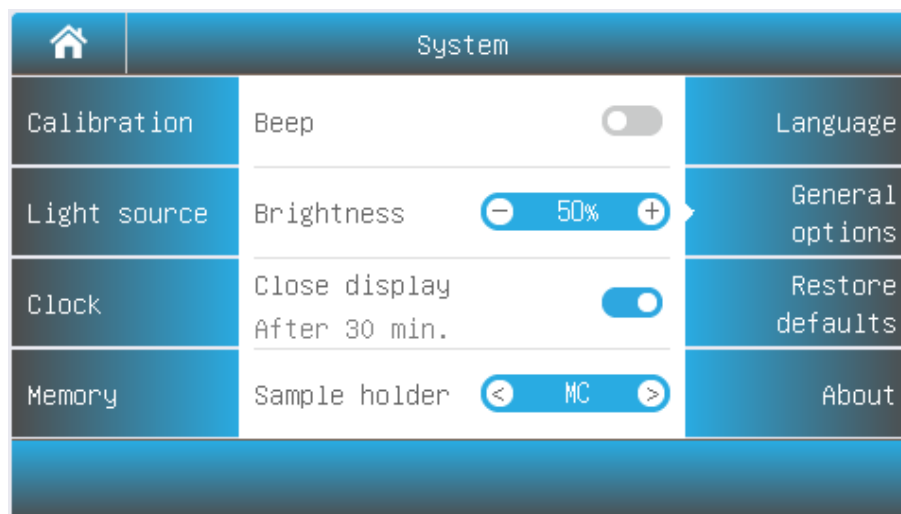 System
Calibration
Light source
Clock
Memory
Beep
Brightness
50%
Close display
After 30 min.
Sample holder
MC
Language
General
options
Restore
defaults
About